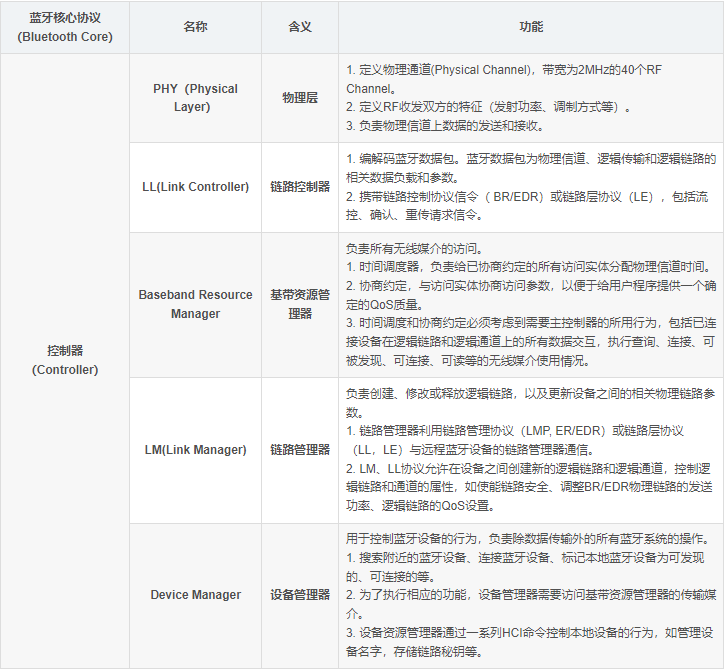 蓝牙核心协议
(Bluetooth Core)
名称
含义
功能
控制器
(Controller)
PHY（Physical
Layer）
物理层
1. 定义物理通道(Physical Channel)，带宽为2MHz的40个RF
Channel。
2. 定义RF收发双方的特征（发射功率、调制方式等）。
3. 负责物理信道上数据的发送和接收。
LL(Link Controller)
链路控制器
1. 编解码蓝牙数据包。蓝牙数据包为物理信道、逻辑传输和逻辑链路的
相关数据负载和参数。
2. 携带链路控制协议信令（ BR/EDR）或链路层协议（LE），包括流
控、确认、重传请求信令。
Baseband Resource
Manager
基带资源管
理器
负责所有无线媒介的访问。
1. 时间调度器，负责给已协商约定的所有访问实体分配物理信道时间。
2. 协商约定，与访问实体协商访问参数，以便于给用户程序提供一个确
定的QoS质量。
3. 时间调度和协商约定必须考虑到需要主控制器的所用行为，包括已连
接设备在逻辑链路和逻辑通道上的所有数据交互，执行查询、连接、可
被发现、可连接、可读等的无线媒介使用情况。
LM(Link Manager)
链路管理器
负责创建、修改或释放逻辑链路，以及更新设备之间的相关物理链路参
数。
1. 链路管理器利用链路管理协议（LMP, ER/EDR）或链路层协议
（LL，LE）与远程蓝牙设备的链路管理器通信。
2. LM、LL协议允许在设备之间创建新的逻辑链路和逻辑通道，控制逻
辑链路和通道的属性，如使能链路安全、调整BR/EDR物理链路的发送
功率、逻辑链路的QoS设置。
Device Manager
设备管理器
用于控制蓝牙设备的行为，负责除数据传输外的所有蓝牙系统的操作。
1. 搜索附近的蓝牙设备、连接蓝牙设备、标记本地蓝牙设备为可发现
的、可连接的等。
2. 为了执行相应的功能，设备管理器需要访问基带资源管理器的传输媒
介。
3. 设备资源管理器通过一系列HCI命令控制本地设备的行为，如管理设
备名字，存储链路秘钥等。